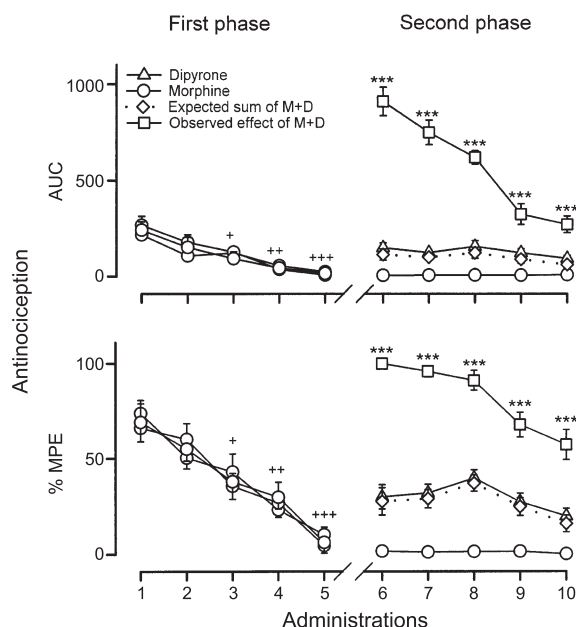 First phase
Second phase
Dipyrone
Morphine
Expected sum of M+D
Observed effect of M+D
1000
500
0
AUC
+
++
+++
***
***
***
***
***
Antinociception
100
50
0
% MPE
+
++
+++
***
***
***
***
***
1 2 3 4 5 6 7 8 9 10
Administrations